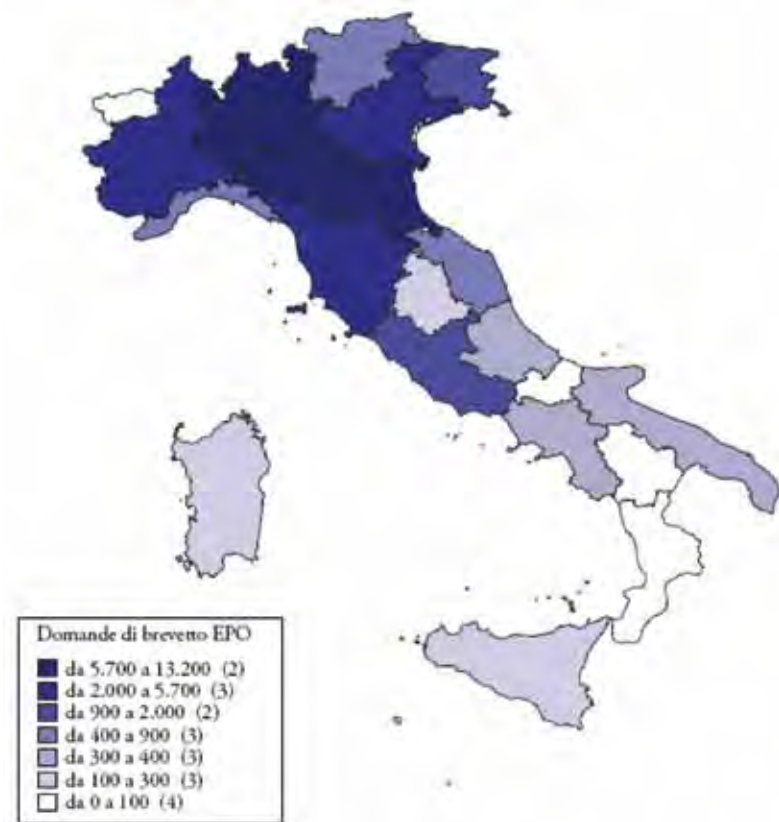 Domande di brevetto EPO
da 5.700 a 13.200 (2)
da 2.000 a 5.700 (3)
da 900 a 2.000 (2)
da 400 a 900 (3)
da 300 a 400 (3)
da 100 a 300 (3)
da 0 a 100 (4)